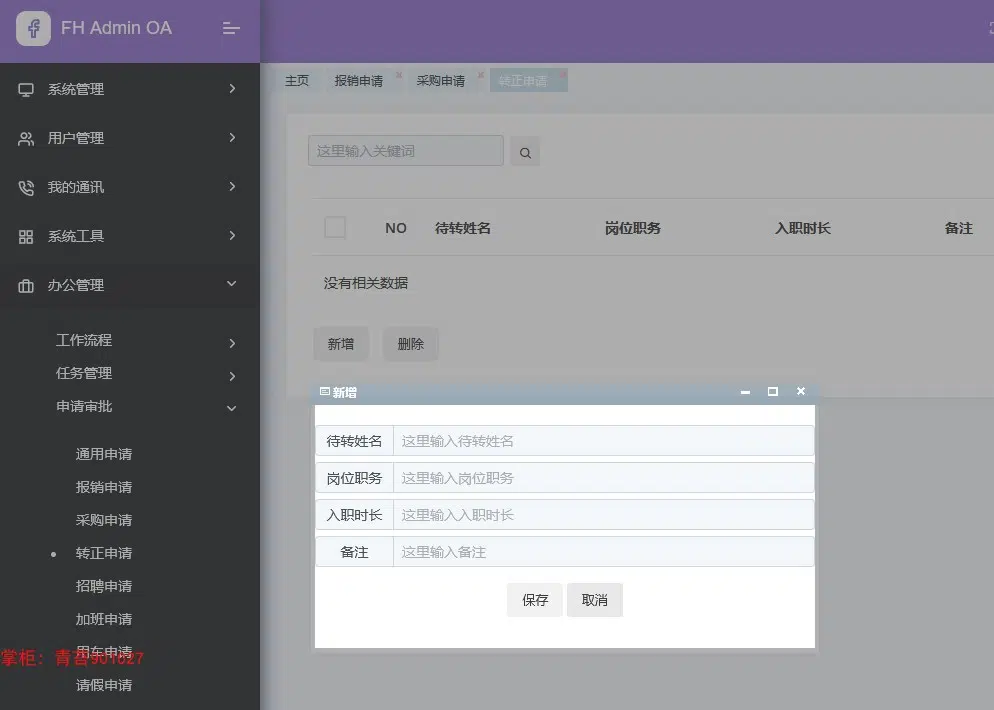 FH Admin OA
系统管理
用户管理
我的通讯
系统工具
办公管理
工作流程
任务管理
申请审批
通用申请
报销申请
采购申请
转正申请
招聘申请
加班申请
用车申请
掌柜：青苔901027
请假申请
主页 报销申请 采购申请 转正申请
这里输入关键词
NO 待转姓名 岗位职务 入职时长 备注
没有相关数据
新增 删除
新增
待转姓名 这里输入待转姓名
岗位职务 这里输入岗位职务
入职时长 这里输入入职时长
备注 这里输入备注
保存 取消